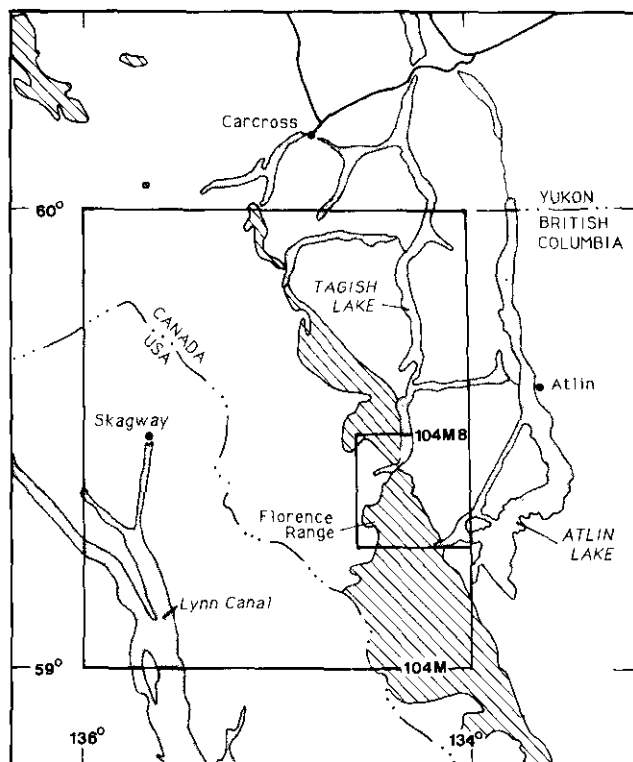 Carcross
60°
YUKON
BRITISH
COLUMBIA
TAGISH
LAKE
CANADA
USA
Atlin
Skagway
104M8
Florence
Range
ATLIN
LAKE
Lynn Canal
59°
104M
136°
134°